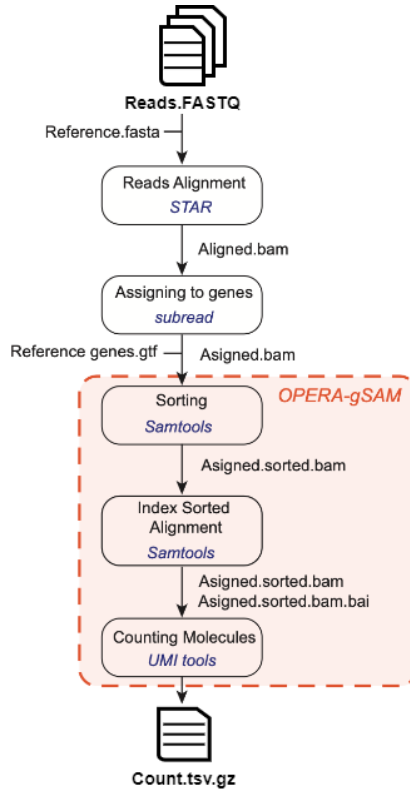 Reads.FASTQ
Reference.fasta
Reads Alignment
STAR
Aligned.bam
Assigning to genes
subread
Reference genes.gtf
Asigned.bam
OPERA-gSAM
Sorting
Samtools
Asigned.sorted.bam
Index Sorted
Alignment
Samtools
Asigned.sorted.bam
Asigned.sorted.bam.bai
Counting Molecules
UMI tools
Count.tsv.gz